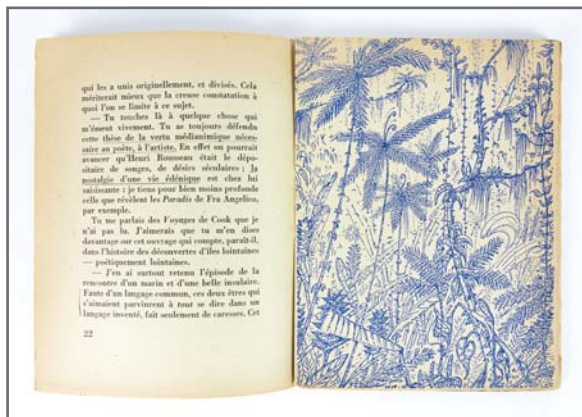 qui les a unis originellement, et divisés. Cela
mériterait mieux que la creuse constatation à
quoi l'on se limite à ce sujet.
— Tu touches là à quelque chose qui
m'émeut vivement. Tu as toujours défendu
cette thèse de la vertu médianimique néces-
saire au poète, à l'artiste. En effet on pourrait
avancer qu'Henri Rousseau était le dépo-
sitaire de songes, de désirs séculaires ; la
nostalgie d'une vie édénique est chez lui
saisissante : je tiens pour bien moins profonde
celle que révèlent les Paradis de Fra Angelico,
par exemple.
Tu me parlais des Voyages de Cook que je
n'ai pas lu. J'aimerais que tu m'en dises
davantage sur cet ouvrage qui compte, paraît-il,
dans l'histoire des découvertes d'îles lointaines
— poétiquement lointaines.
— J'en ai surtout retenu l'épisode de la
rencontre d'un marin et d'une belle insulaire.
Faute d'un langage commun, ces deux êtres qui
s'aimaient parvinrent à tout se dire dans un
langage inventé, fait seulement de caresses. Cet
22